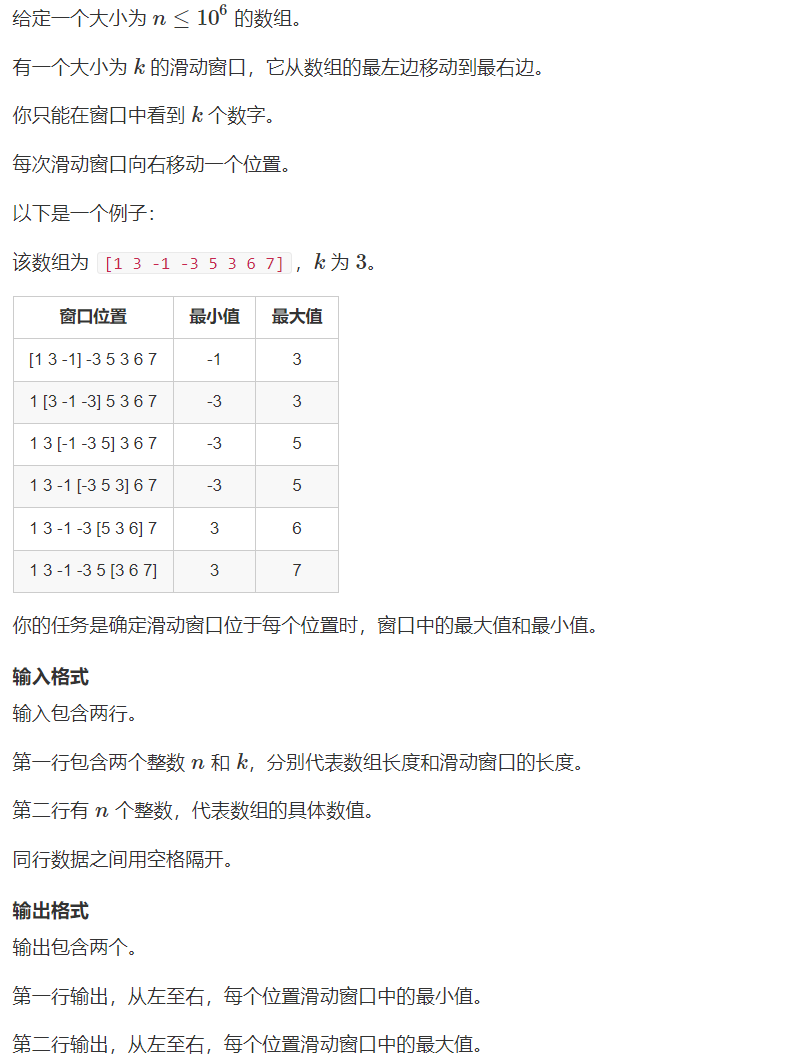 给定一个大小为 n ≤ 10⁶ 的数组。
有一个大小为 k 的滑动窗口，它从数组的最左边移动到最右边。
你只能在窗口中看到 k 个数字。
每次滑动窗口向右移动一个位置。
以下是一个例子：
该数组为 [1 3 -1 -3 5 3 6 7]，k 为 3。
窗口位置 最小值 最大值
[1 3 -1] -3 5 3 6 7 -1 3
1 [3 -1 -3] 5 3 6 7 -3 3
1 3 [-1 -3 5] 3 6 7 -3 5
1 3 -1 [-3 5 3] 6 7 -3 5
1 3 -1 -3 [5 3 6] 7 3 6
1 3 -1 -3 5 [3 6 7] 3 7
你的任务是确定滑动窗口位于每个位置时，窗口中的最大值和最小值。
输入格式
输入包含两行。
第一行包含两个整数 n 和 k，分别代表数组长度和滑动窗口的长度。
第二行有 n 个整数，代表数组的具体数值。
同行数据之间用空格隔开。
输出格式
输出包含两个。
第一行输出，从左至右，每个位置滑动窗口中的最小值。
第二行输出，从左至右，每个位置滑动窗口中的最大值。